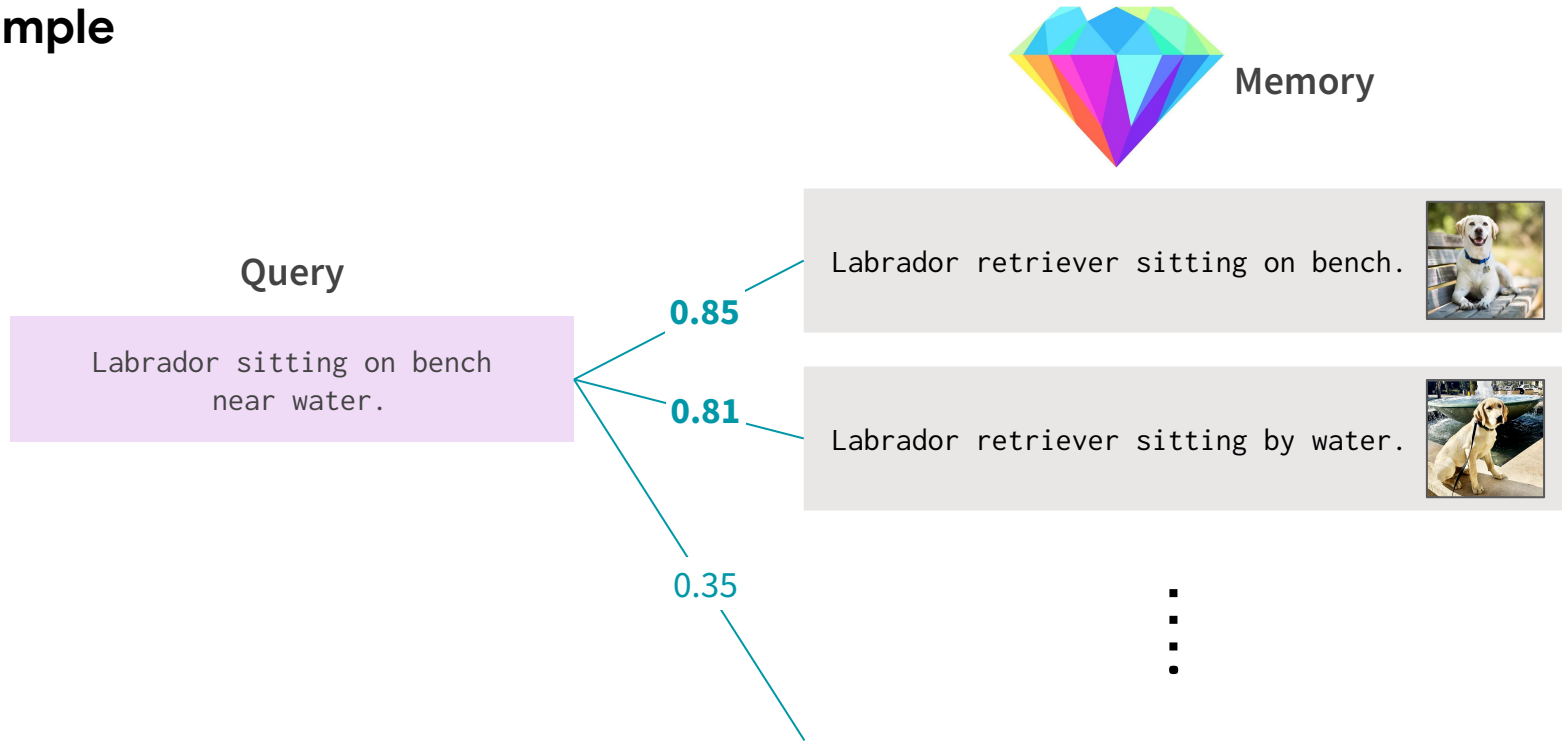 mple
Memory
Query
Labrador sitting on bench
near water.
0.85
0.81
0.35
Labrador retriever sitting on bench.
Labrador retriever sitting by water.